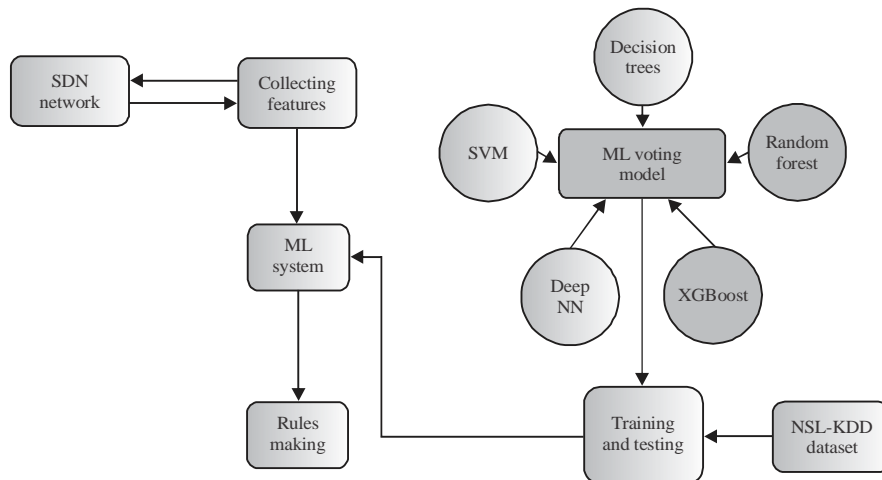 Decision
trees
SDN
network
Collecting
features
SVM
ML voting
model
Random
forest
ML
system
Deep
NN
XGBoost
Rules
making
Training
and testing
NSL-KDD
dataset